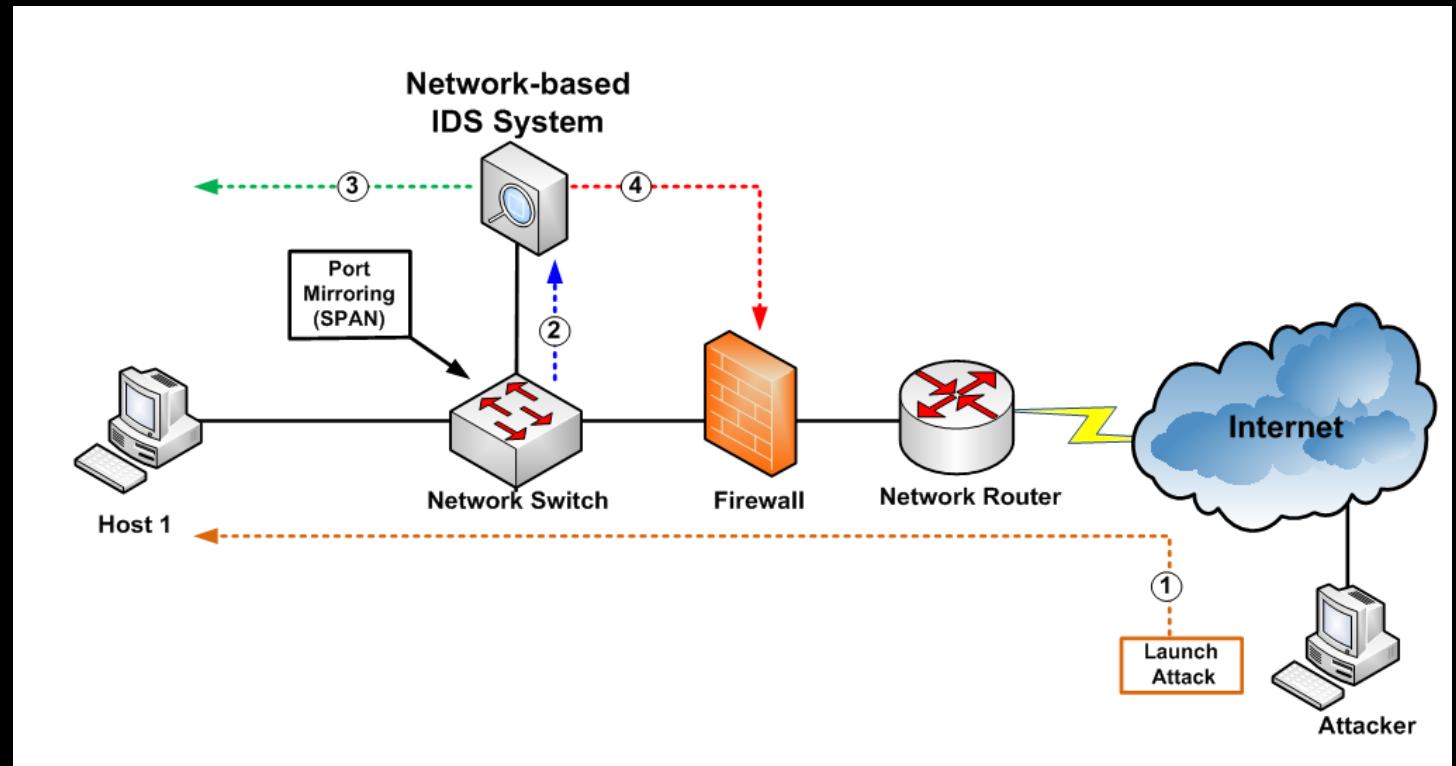 Network-based
IDS System
3
4
Port
Mirroring
(SPAN)
2
Internet
Host 1
Network Switch
Firewall
Network Router
1
Launch
Attack
Attacker